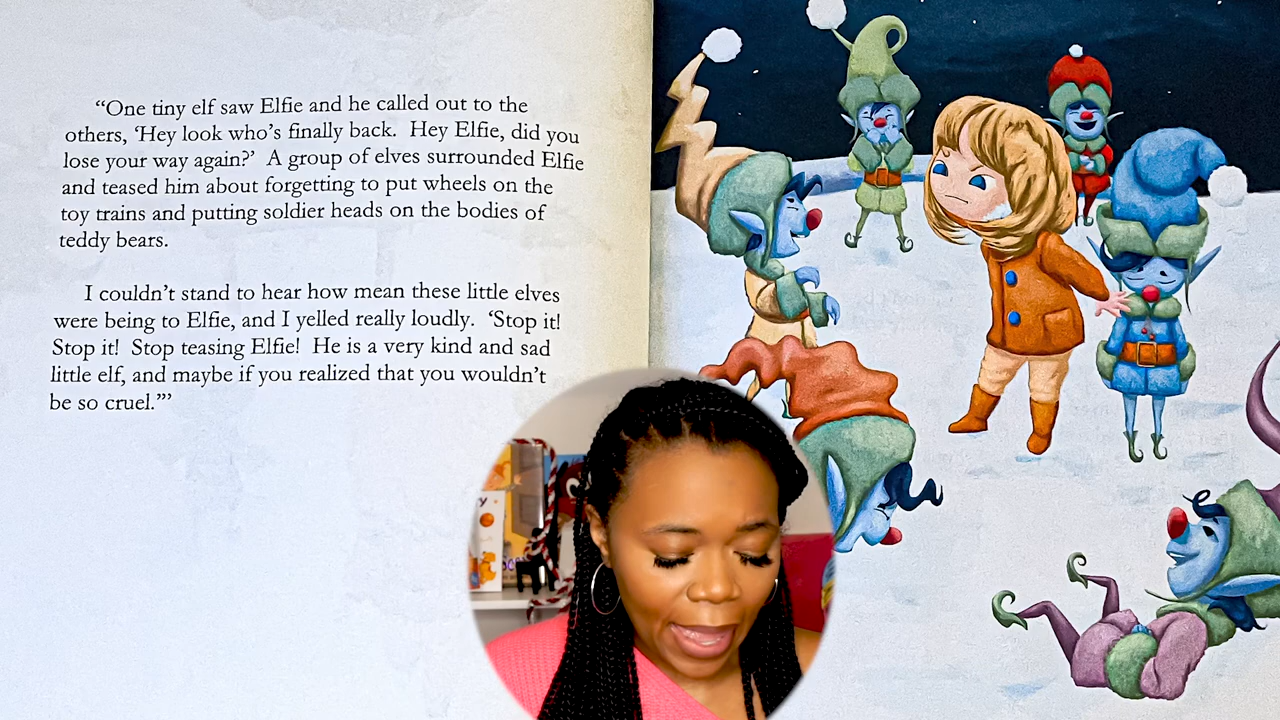 “One tiny elf saw Elfie and he called out to the
others, ‘Hey look who’s finally back.  Hey Elfie, did you
lose your way again?’  A group of elves surrounded Elfie
and teased him about forgetting to put wheels on the
toy trains and putting soldier heads on the bodies of
teddy bears.
I couldn’t stand to hear how mean these little elves
were being to Elfie, and I yelled really loudly.  ‘Stop it!
Stop it!  Stop teasing Elfie!  He is a very kind and sad
little elf, and maybe if you realized that you wouldn’t
be so cruel.”’